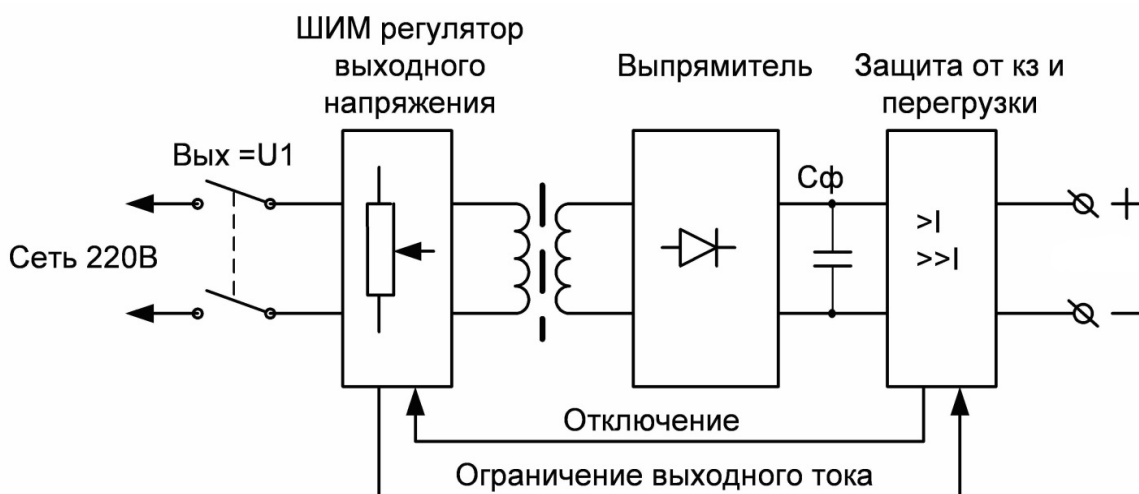 ШИМ регулятор
выходного
напряжения
Выпрямитель
Защита от кз и
перегрузки
Вых =U1
Сф
Сеть 220В
>I
>>I
+
−
Отключение
Ограничение выходного тока